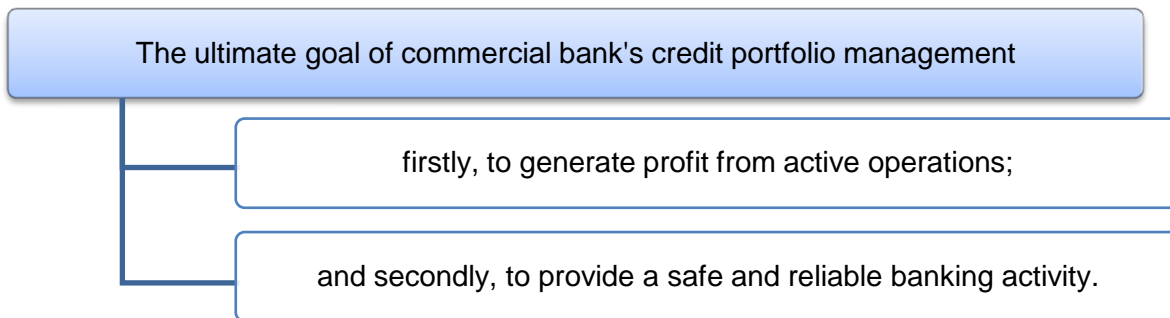 The ultimate goal of commercial bank's credit portfolio management
firstly, to generate profit from active operations;
and secondly, to provide a safe and reliable banking activity.